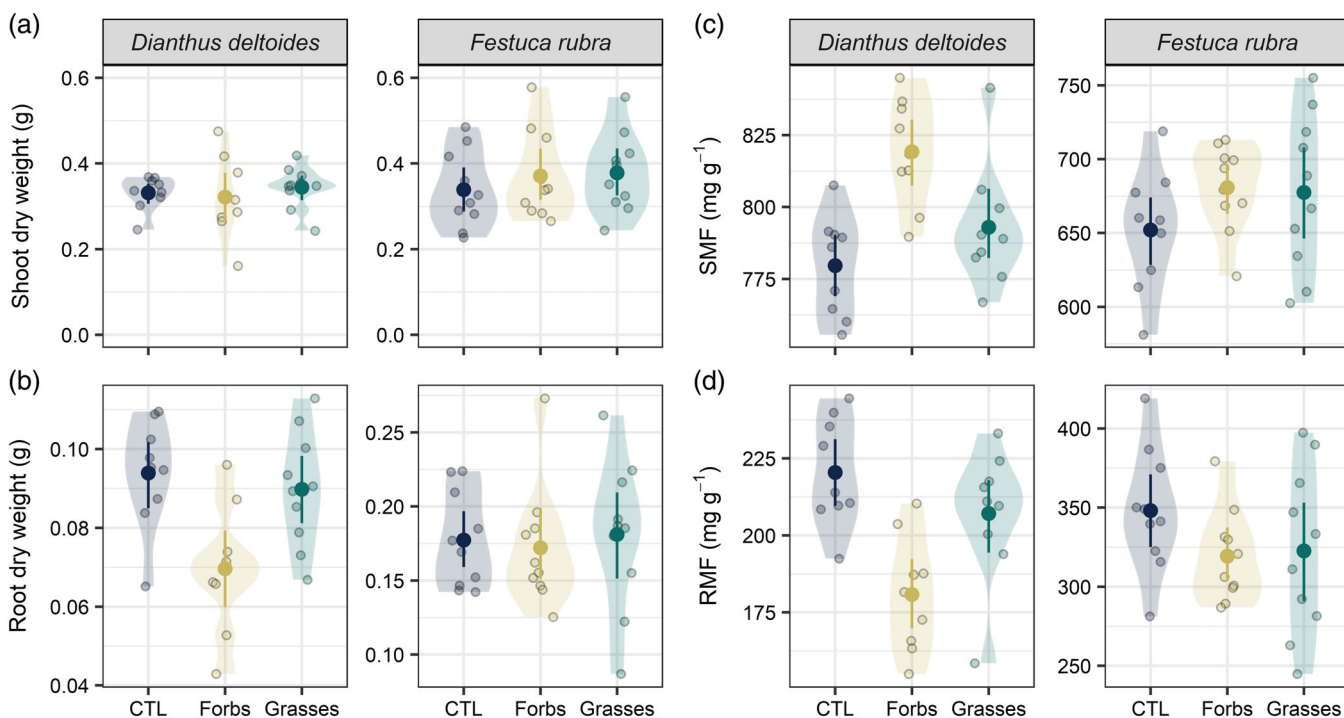 (a)
Dianthus deltoides
Festuca rubra
Shoot dry weight (g)
0.6
0.4
0.2
0.0
0.6
0.4
0.2
0.0
(c)
Dianthus deltoides
Festuca rubra
SMF (mg g⁻¹)
825
800
775
750
700
650
600
(b)
Root dry weight (g)
0.10
0.08
0.06
0.04
0.25
0.20
0.15
0.10
CTL Forbs Grasses
CTL Forbs Grasses
(d)
RMF (mg g⁻¹)
225
200
175
400
350
300
250
CTL Forbs Grasses
CTL Forbs Grasses